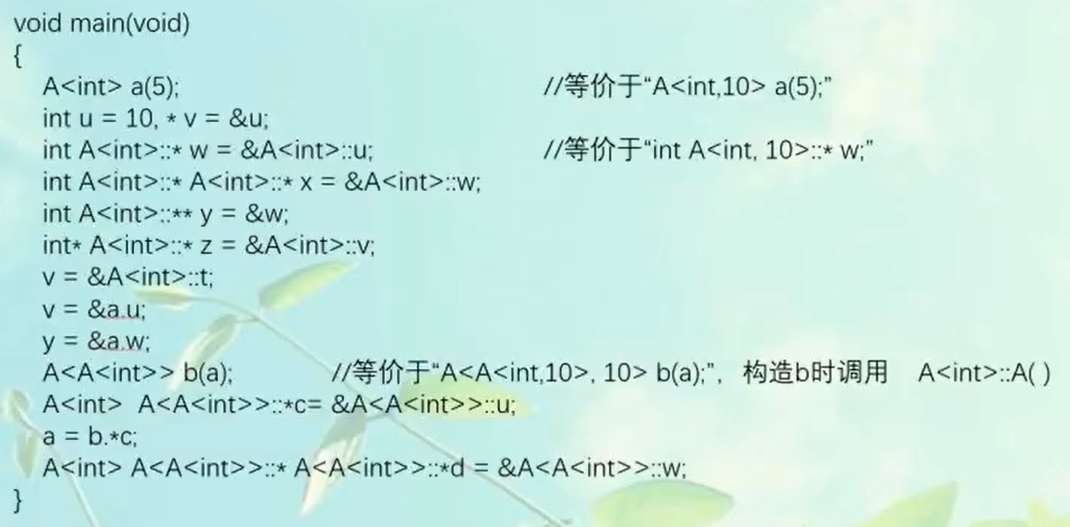 void main(void)
{
A<int> a(5); //等价于“A<int,10> a(5);”
int u = 10, * v = &u;
int A<int>::* w = &A<int>::u; //等价于“int A<int, 10>::* w;”
int A<int>::* A<int>::* x = &A<int>::w;
int A<int>::** y = &w;
int* A<int>::* z = &A<int>::v;
v = &A<int>::t;
v = &a.u;
y = &a.w;
A<A<int>> b(a); //等价于“A<A<int,10>, 10> b(a);”, 构造b时调用 A<int>::A( )
A<int> A<A<int>>::*c= &A<A<int>>::u;
a = b.*c;
A<int> A<A<int>>::* A<A<int>>::*d = &A<A<int>>::w;
}